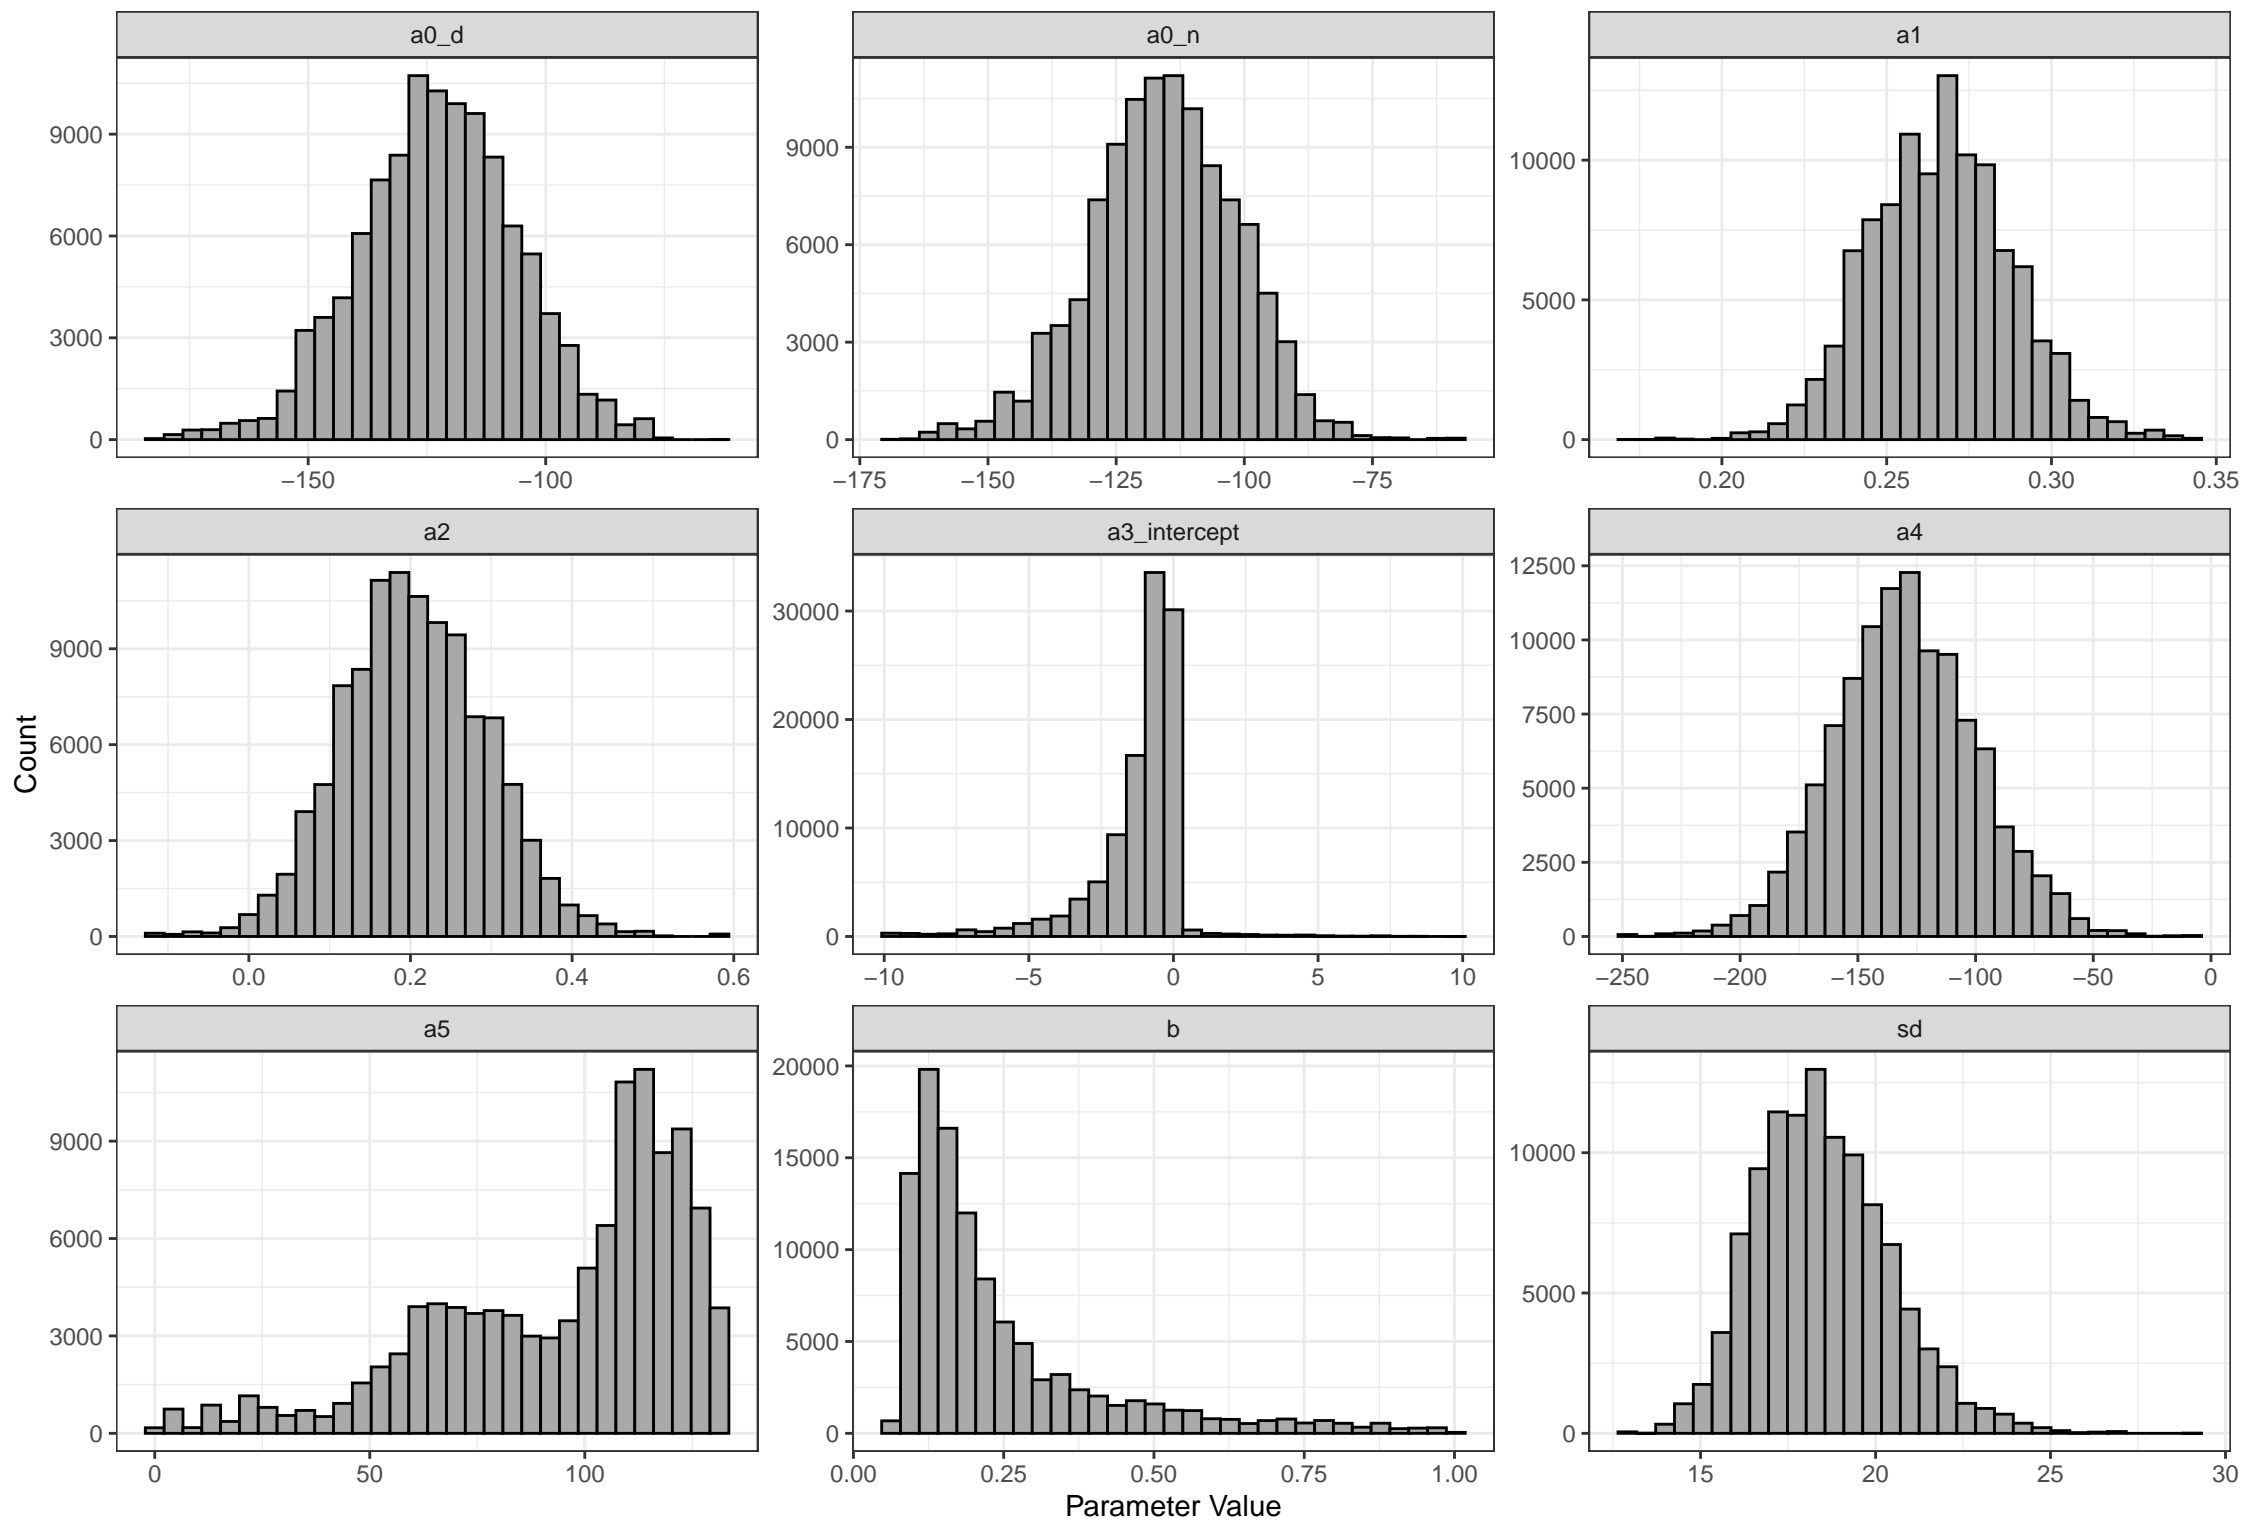 a0_d a0_n a1
9000 6000 3000 0
9000 6000 3000 0
10000 5000 0
−150 −100
−175 −150 −125 −100 −75
0.20 0.25 0.30 0.35
a2 a3_intercept a4
9000 6000 3000 0
30000 20000 10000 0
12500 10000 7500 5000 2500 0
0.0 0.2 0.4 0.6
−10 −5 0 5 10
−250 −200 −150 −100 −50 0
a5 b sd
9000 6000 3000 0
20000 15000 10000 5000 0
10000 5000 0
0 50 100
0.00 0.25 0.50 0.75 1.00
15 20 25 30
Count
Parameter Value